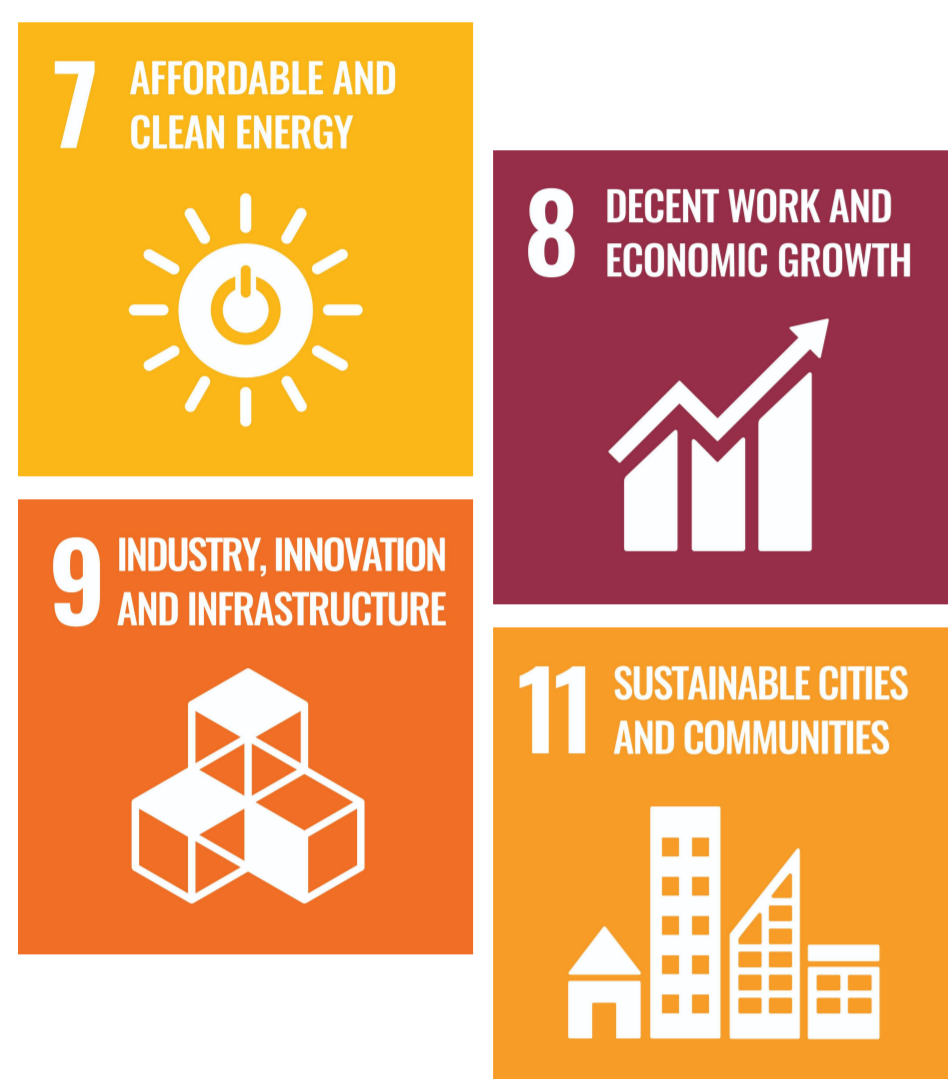 7
AFFORDABLE AND
CLEAN ENERGY
8
DECENT WORK AND
ECONOMIC GROWTH
9
INDUSTRY, INNOVATION
AND INFRASTRUCTURE
11
SUSTAINABLE CITIES
AND COMMUNITIES